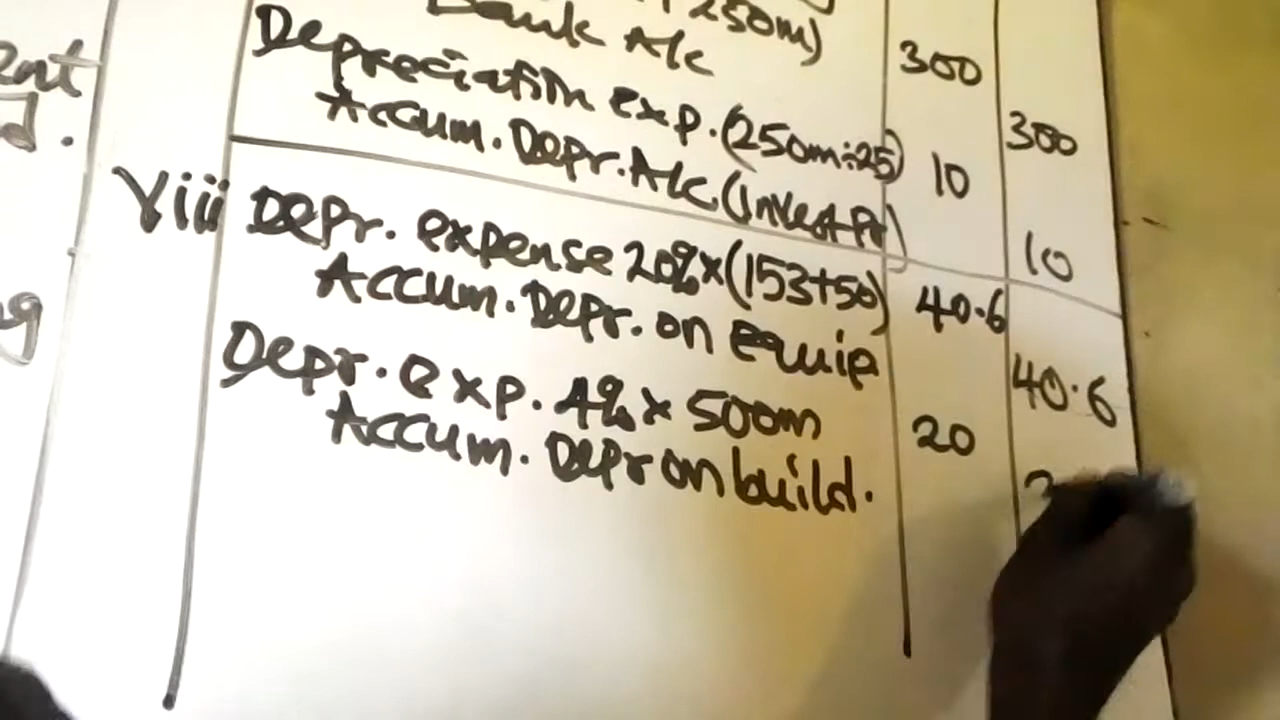 250m)
Bank A/c 300
300
Depreciation exp. (250m÷25) 10
Accum. Depr. A/c (Invest Pr) 10
viii Depr. expense 20%x(153+50) 40.6
Accum. Depr. on equip 40.6
Depr. exp. 4% x 500m 20
Accum. Depr on build.